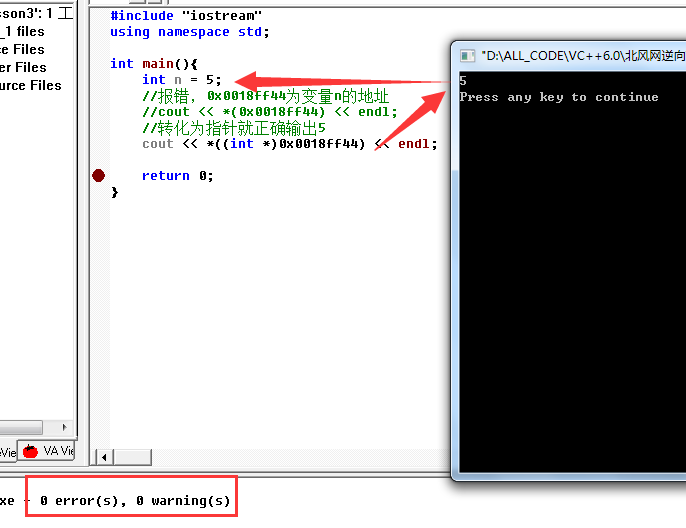 sson3': 1 工
_1 files
ce Files
er Files
ource Files
#include "iostream"
using namespace std;
int main(){
int n = 5;
//报错，0x0018ff44为变量n的地址
//cout << *(0x0018ff44) << endl;
//转化为指针就正确输出5
cout << *((int *)0x0018ff44) << endl;
return 0;
}
"D:\ALL_CODE\VC++6.0\北风网逆向
5
Press any key to continue
eVie
VA Vie
xe - 0 error(s), 0 warning(s)